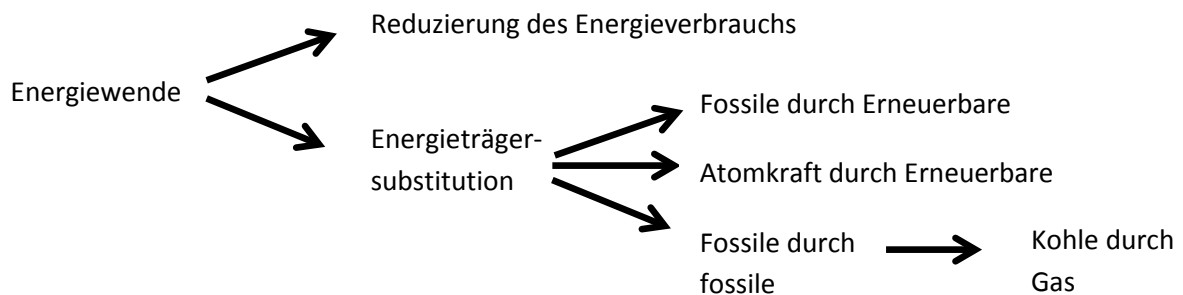 Reduzierung des Energieverbrauchs
Energiewende
Energieträger-
substitution
Fossile durch Erneuerbare
Atomkraft durch Erneuerbare
Fossile durch
fossile
Kohle durch
Gas